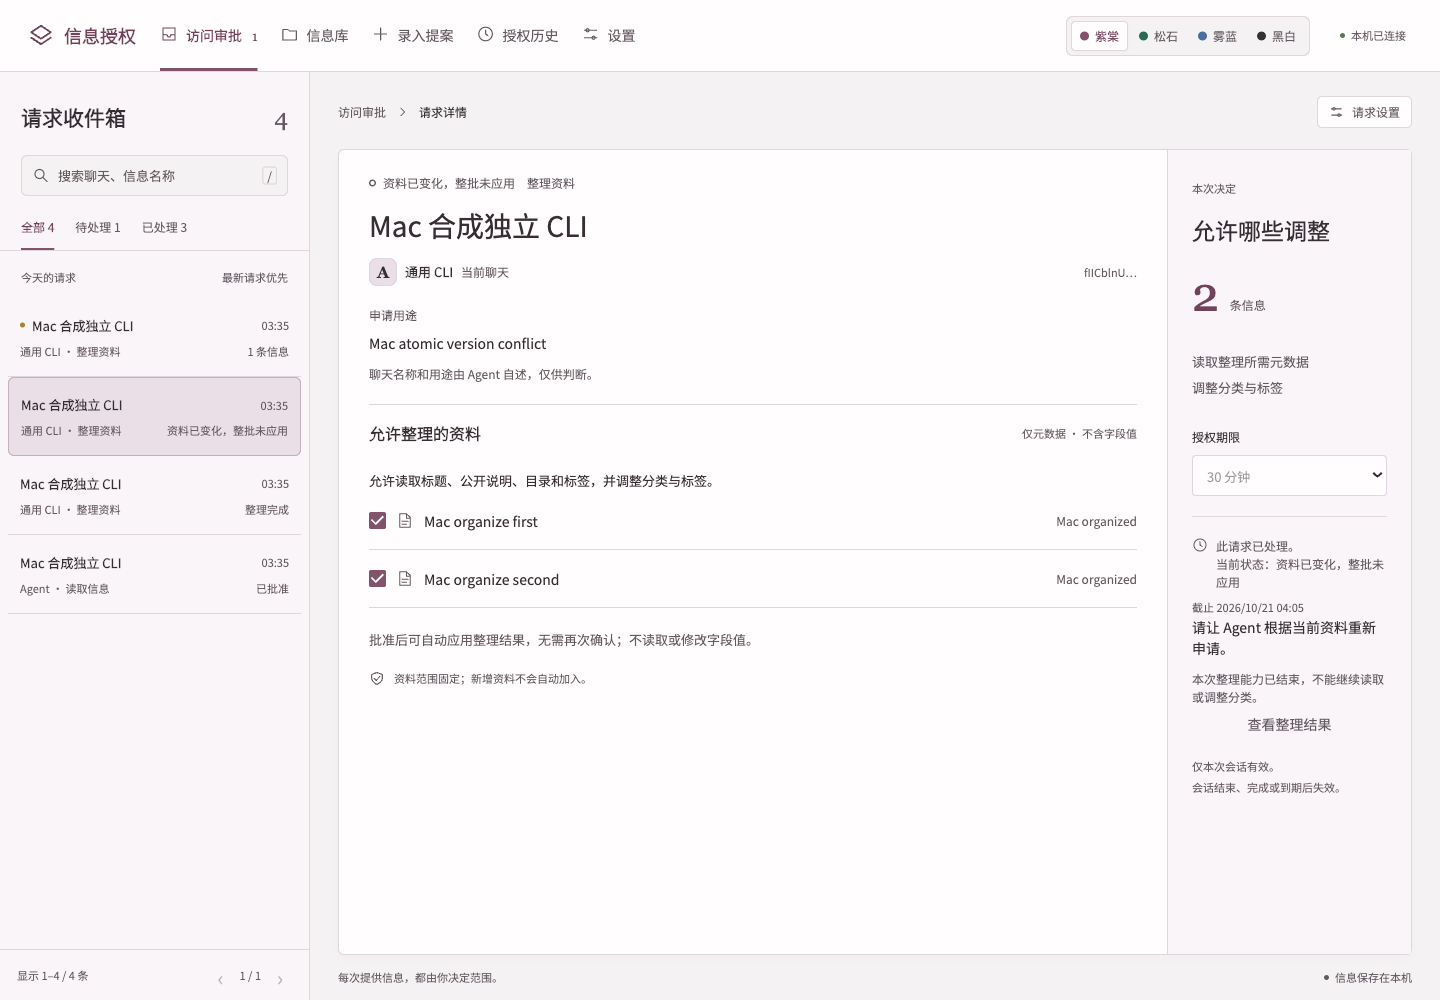 信息授权
访问审批 1
信息库
录入提案
授权历史
设置
紫棠
松石
雾蓝
黑白
本机已连接
请求收件箱
4
搜索聊天、信息名称
/
全部 4
待处理 1
已处理 3
今天的请求
最新请求优先
Mac 合成独立 CLI
03:35
通用 CLI · 整理资料
1 条信息
Mac 合成独立 CLI
03:35
通用 CLI · 整理资料
资料已变化，整批未应用
Mac 合成独立 CLI
03:35
通用 CLI · 整理资料
整理完成
Mac 合成独立 CLI
03:35
Agent · 读取信息
已批准
显示 1–4 / 4 条
‹ 1 / 1 ›
访问审批 > 请求详情
请求设置
资料已变化，整批未应用 整理资料
Mac 合成独立 CLI
A 通用 CLI 当前聊天
申请用途
Mac atomic version conflict
聊天名称和用途由 Agent 自述，仅供判断。
允许整理的资料
仅元数据 · 不含字段值
允许读取标题、公开说明、目录和标签，并调整分类与标签。
Mac organize first
Mac organized
Mac organize second
Mac organized
批准后可自动应用整理结果，无需再次确认；不读取或修改字段值。
资料范围固定；新增资料不会自动加入。
本次决定
允许哪些调整
2 条信息
读取整理所需元数据
调整分类与标签
授权期限
30 分钟
此请求已处理。
当前状态：资料已变化，整批未
应用
截止 2026/10/21 04:05
请让 Agent 根据当前资料重新
申请。
本次整理能力已结束，不能继续读取
或调整分类。
查看整理结果
仅本次会话有效。
会话结束、完成或到期后失效。
每次提供信息，都由你决定范围。
信息保存在本机